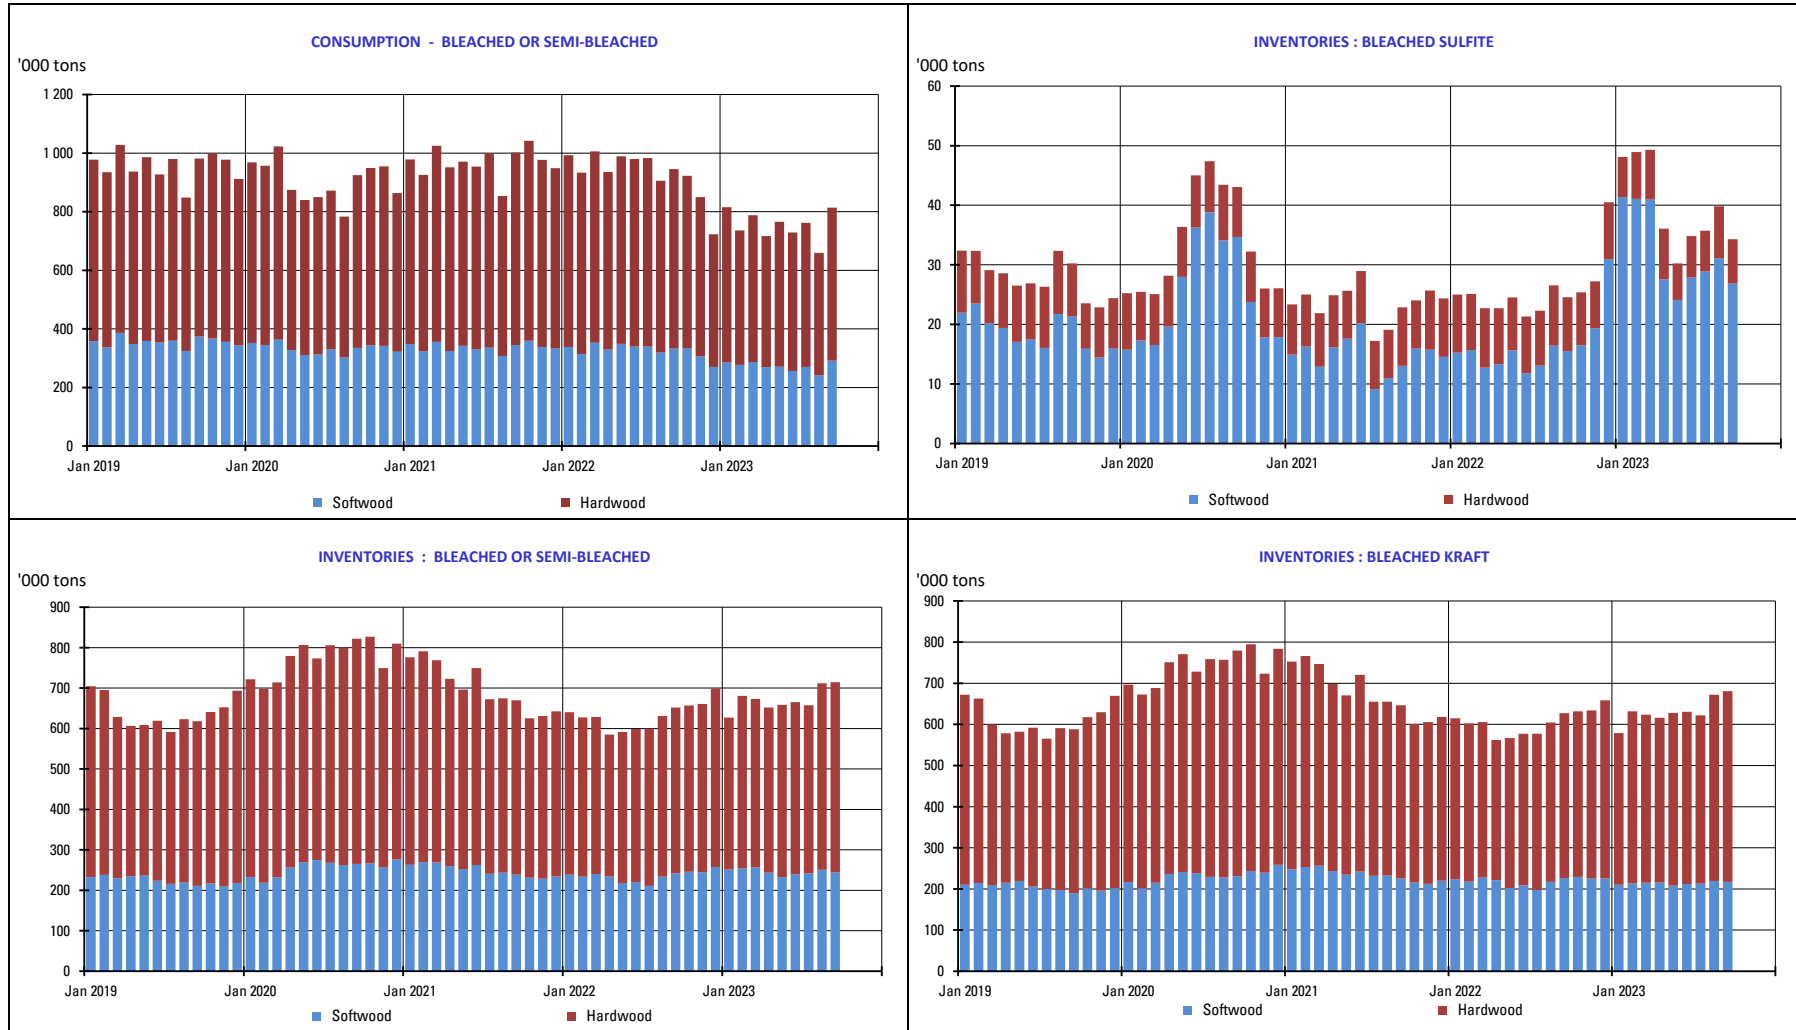 CONSUMPTION - BLEACHED OR SEMI-BLEACHED
'000 tons
1 200
1 000
800
600
400
200
0
Jan 2019 Jan 2020 Jan 2021 Jan 2022 Jan 2023
Softwood Hardwood
INVENTORIES : BLEACHED SULFITE
'000 tons
60
50
40
30
20
10
0
Jan 2019 Jan 2020 Jan 2021 Jan 2022 Jan 2023
Softwood Hardwood
INVENTORIES : BLEACHED OR SEMI-BLEACHED
'000 tons
900
800
700
600
500
400
300
200
100
0
Jan 2019 Jan 2020 Jan 2021 Jan 2022 Jan 2023
Softwood Hardwood
INVENTORIES : BLEACHED KRAFT
'000 tons
900
800
700
600
500
400
300
200
100
0
Jan 2019 Jan 2020 Jan 2021 Jan 2022 Jan 2023
Softwood Hardwood